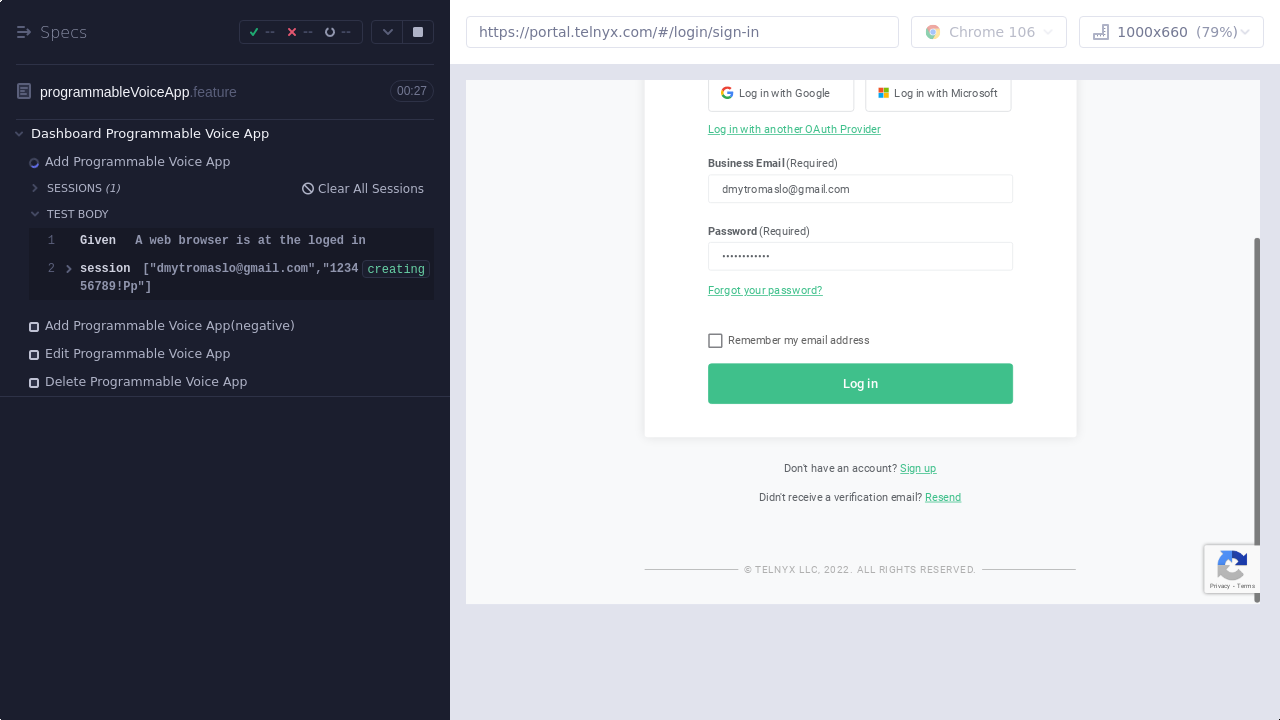 Specs
--
--
--
https://portal.telnyx.com/#/login/sign-in
Chrome 106
1000x660 (79%)
programmableVoiceApp.feature
00:27
Dashboard Programmable Voice App
Add Programmable Voice App
SESSIONS (1)
Clear All Sessions
TEST BODY
1 Given A web browser is at the loged in
2 session ["dmytromaslo@gmail.com","1234
56789!Pp"]
creating
Add Programmable Voice App(negative)
Edit Programmable Voice App
Delete Programmable Voice App
Log in with Google
Log in with Microsoft
Log in with another OAuth Provider
Business Email (Required)
dmytromaslo@gmail.com
Password (Required)
••••••••••••
Forgot your password?
Remember my email address
Log in
Don't have an account? Sign up
Didn't receive a verification email? Resend
© TELNYX LLC, 2022. ALL RIGHTS RESERVED.
Privacy - Terms